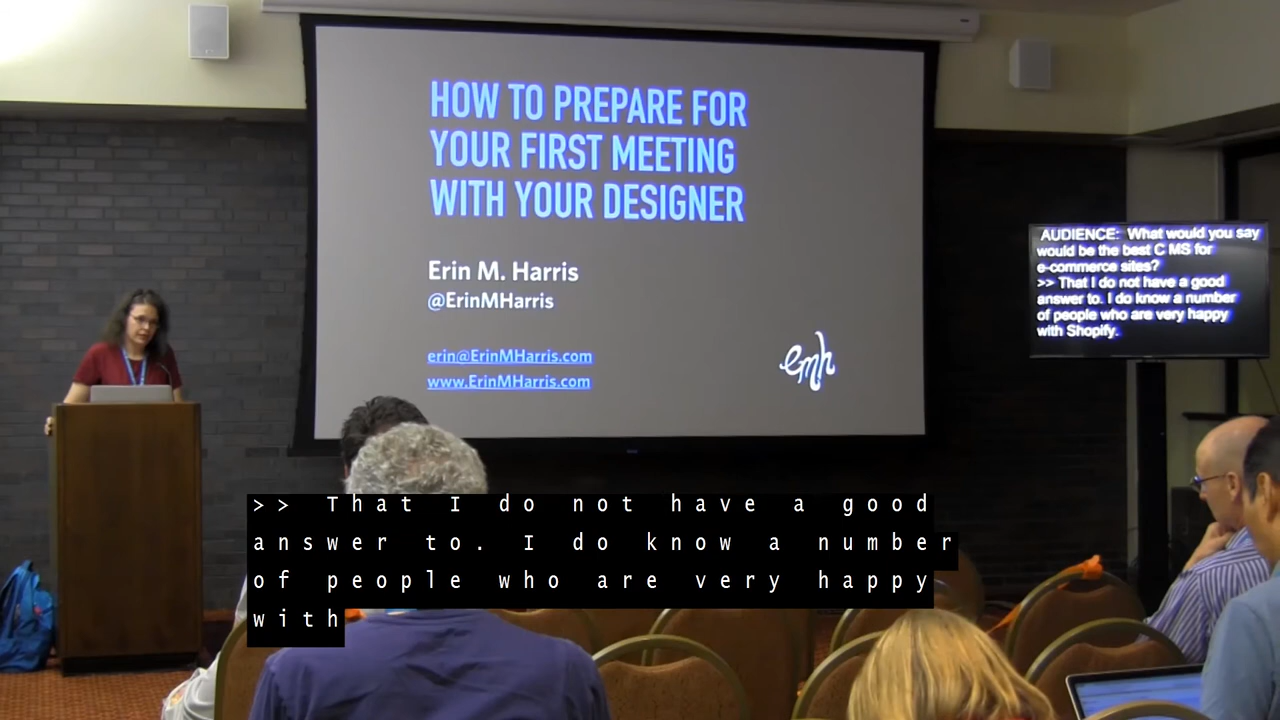 HOW TO PREPARE FOR
YOUR FIRST MEETING
WITH YOUR DESIGNER
Erin M. Harris
@ErinMHarris
erin@ErinMHarris.com
www.ErinMHarris.com
emh
AUDIENCE: What would you say
would be the best C MS for
e-commerce sites?
>> That I do not have a good
answer to. I do know a number
of people who are very happy
with Shopify.
>> That I do not have a good
answer to. I do know a number
of people who are very happy
with